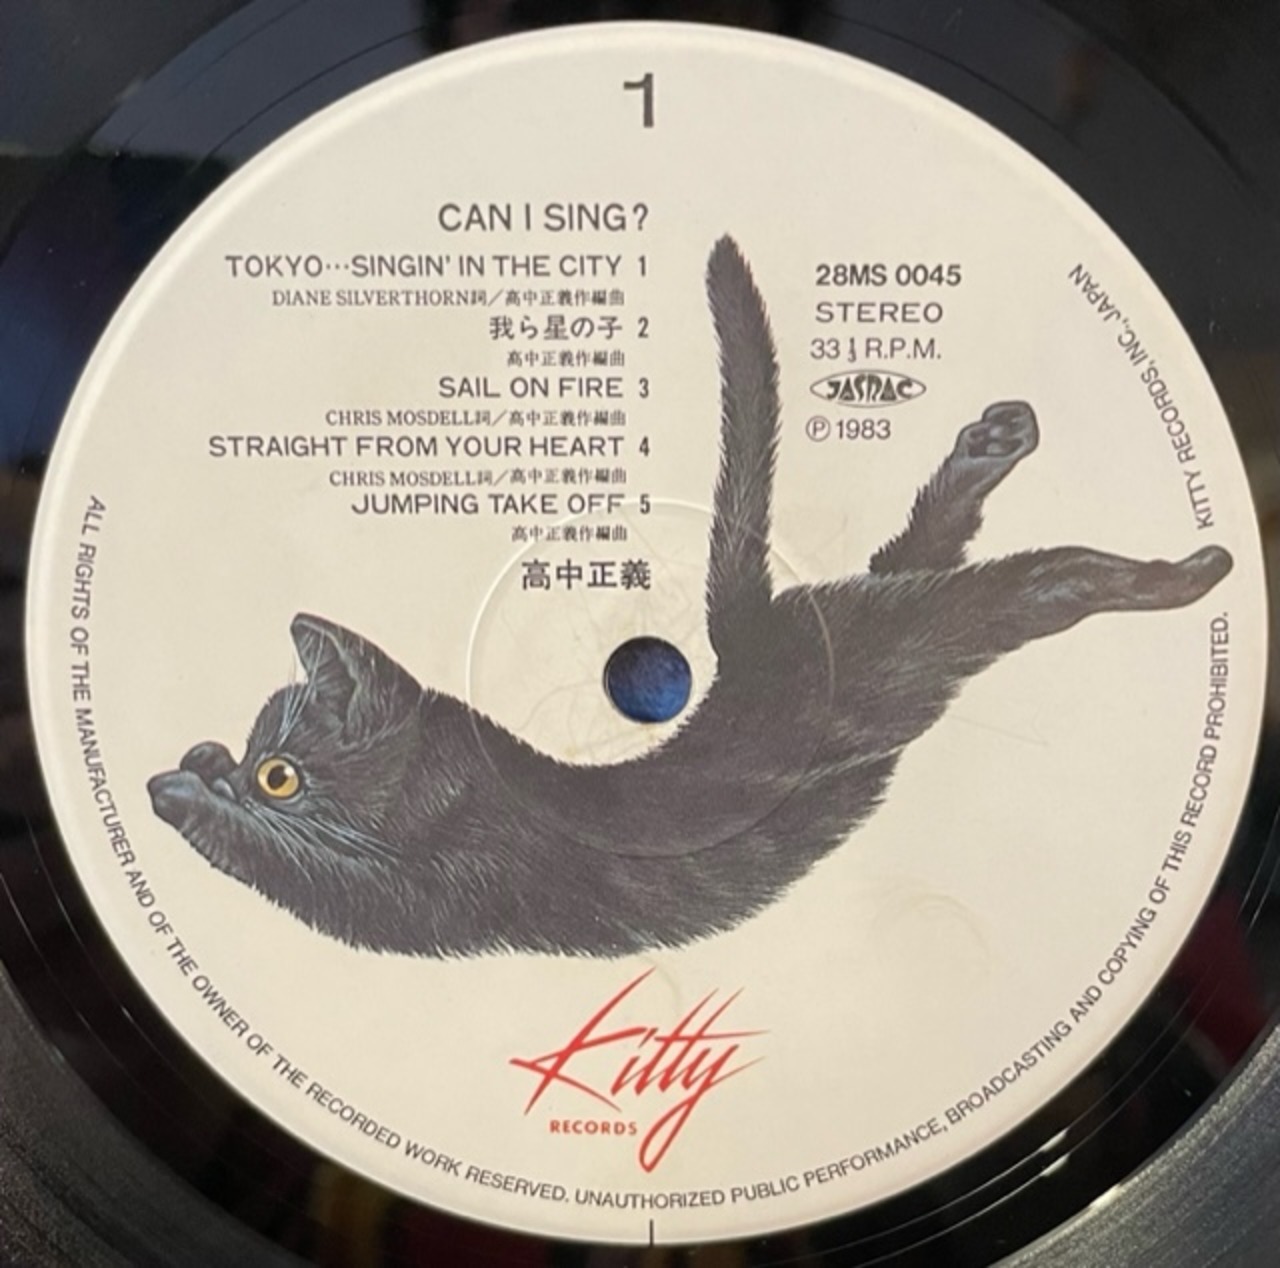 1
CAN I SING?
TOKYO…SINGIN' IN THE CITY 1
DIANE SILVERTHORN詞／高中正義作編曲
我ら星の子 2
高中正義作編曲
SAIL ON FIRE 3
CHRIS MOSDELL詞／高中正義作編曲
STRAIGHT FROM YOUR HEART 4
CHRIS MOSDELL詞／高中正義作編曲
JUMPING TAKE OFF 5
高中正義作編曲
高中正義
28MS 0045
STEREO
33⅓ R.P.M.
JASRAC
Ⓟ1983
Kitty
RECORDS
ALL RIGHTS OF THE MANUFACTURER AND OF THE OWNER OF THE RECORDED WORK RESERVED. UNAUTHORIZED PUBLIC PERFORMANCE, BROADCASTING AND COPYING OF THIS RECORD PROHIBITED.
KITTY RECORDS, INC., JAPAN